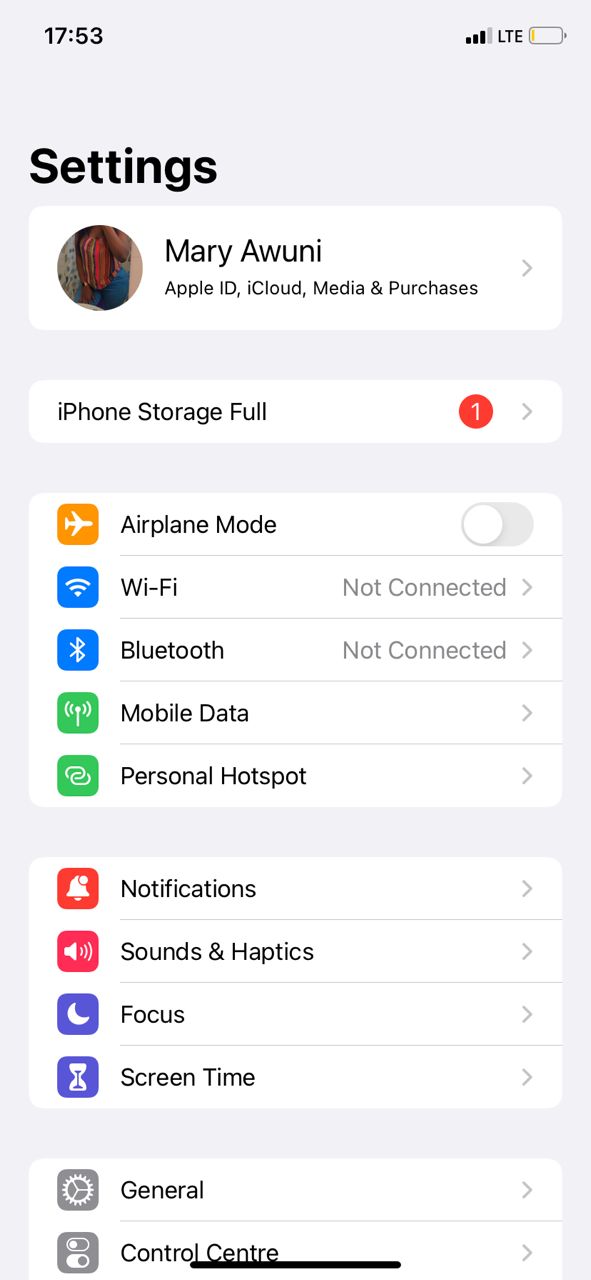 17:53
LTE
Settings
Mary Awuni
Apple ID, iCloud, Media & Purchases
iPhone Storage Full
1
Airplane Mode
Wi-Fi
Not Connected
Bluetooth
Not Connected
Mobile Data
Personal Hotspot
Notifications
Sounds & Haptics
Focus
Screen Time
General
Control Centre